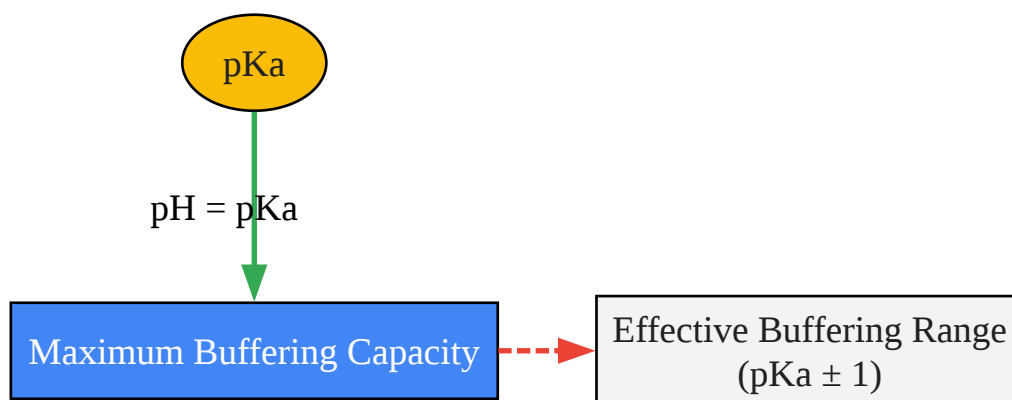 pKa
pH = pKa
Maximum Buffering Capacity
Effective Buffering Range
(pKa ± 1)